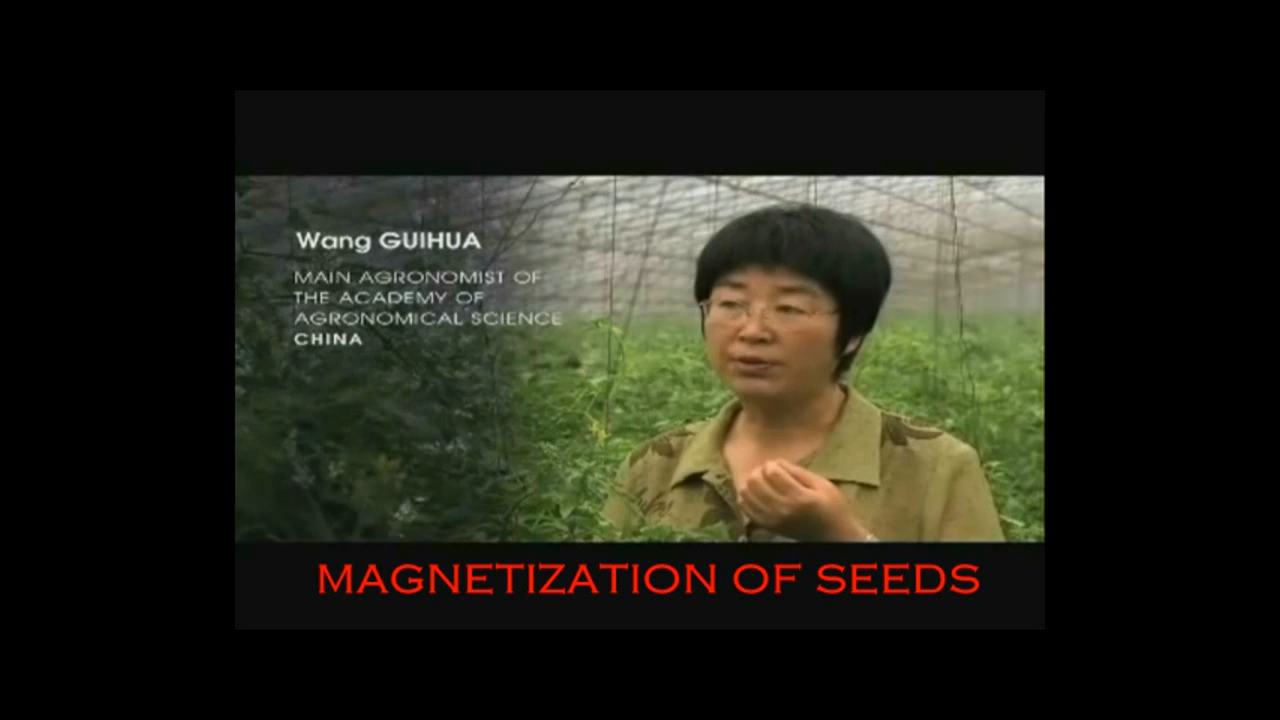 Wang GUIHUA
MAIN AGRONOMIST OF
THE ACADEMY OF
AGRONOMICAL SCIENCE
CHINA
MAGNETIZATION OF SEEDS